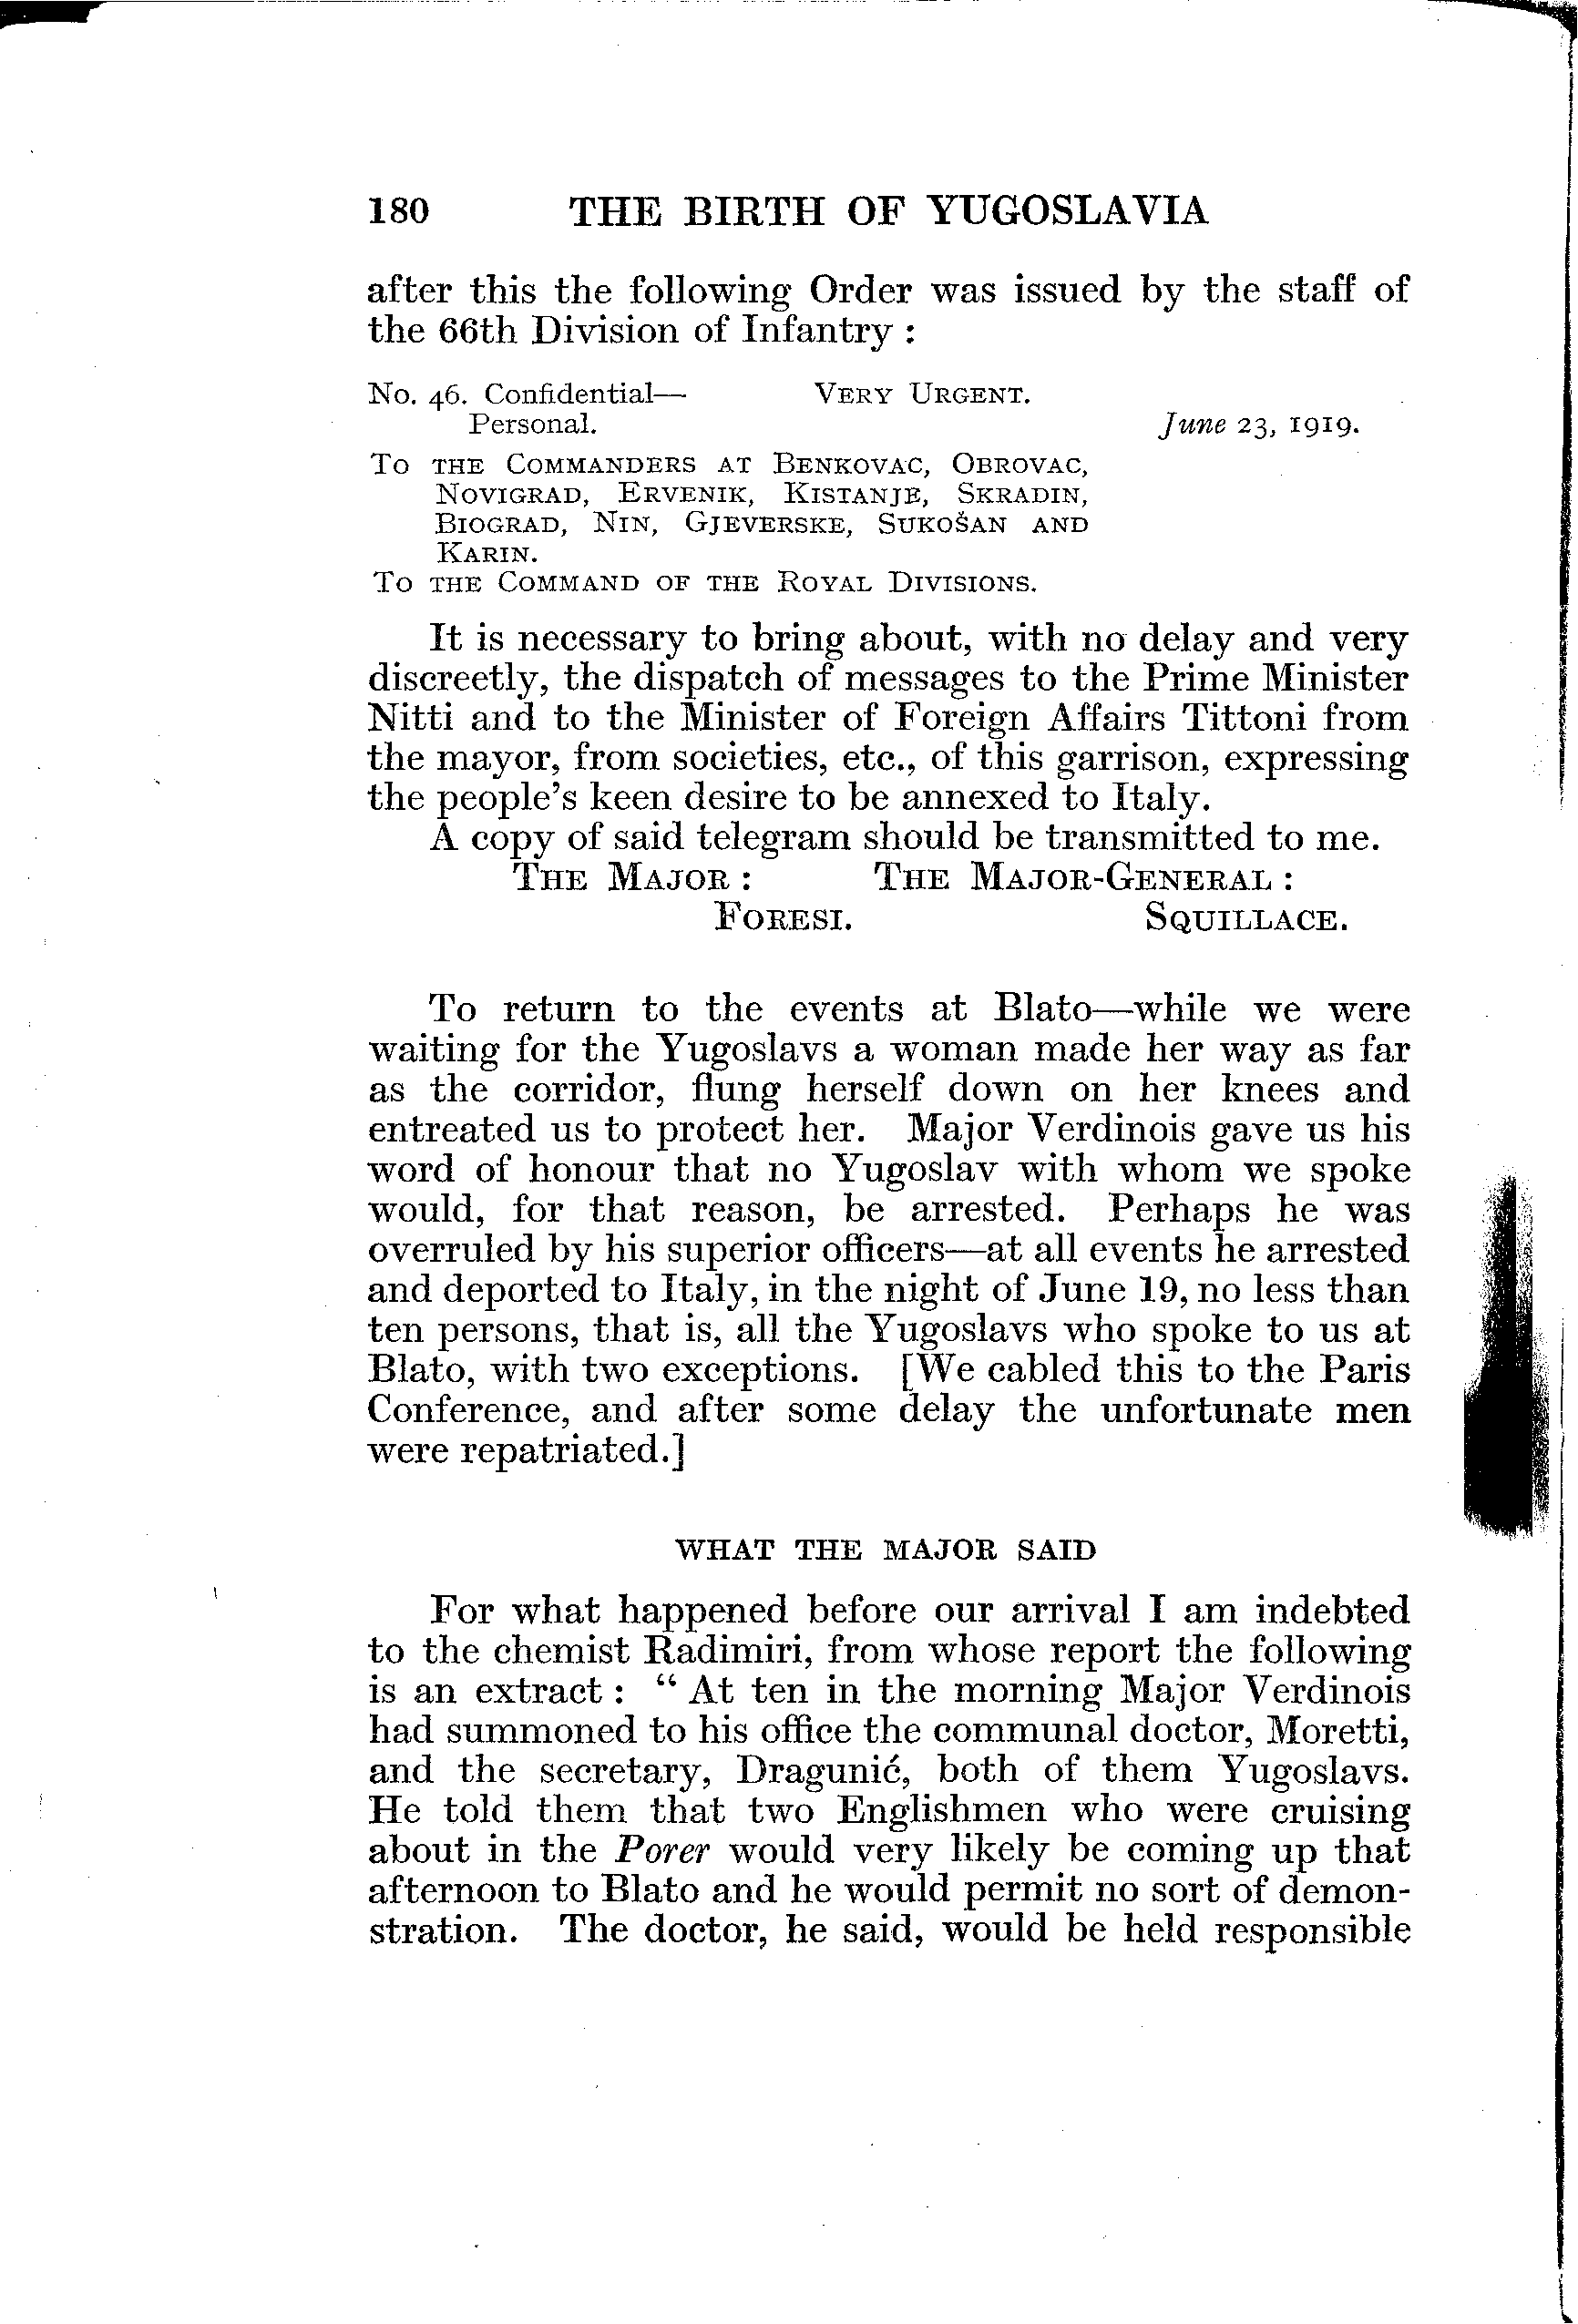 180 THE BIRTH OF YUGOSLAVIA
after this the following Order was issued by the staff of
the 66th Division of Infantry :
No. 46. Confidential— VERY URGENT.
Personal. June 23, 1919.
TO THE COMMANDERS AT BENKOVAC, OBROVAC,
NOVIGRAD, ERVENIK, KISTANJE, SKRADIN,
BIOGRAD, NIN, GJEVERSKE, SUKOŠAN AND
KARIN.
TO THE COMMAND OF THE ROYAL DIVISIONS.
It is necessary to bring about, with no delay and very
discreetly, the dispatch of messages to the Prime Minister
Nitti and to the Minister of Foreign Affairs Tittoni from
the mayor, from societies, etc., of this garrison, expressing
the people's keen desire to be annexed to Italy.
A copy of said telegram should be transmitted to me.
THE MAJOR : THE MAJOR-GENERAL :
FORESI. SQUILLACE.
To return to the events at Blato—while we were
waiting for the Yugoslavs a woman made her way as far
as the corridor, flung herself down on her knees and
entreated us to protect her. Major Verdinois gave us his
word of honour that no Yugoslav with whom we spoke
would, for that reason, be arrested. Perhaps he was
overruled by his superior officers—at all events he arrested
and deported to Italy, in the night of June 19, no less than
ten persons, that is, all the Yugoslavs who spoke to us at
Blato, with two exceptions. [We cabled this to the Paris
Conference, and after some delay the unfortunate men
were repatriated.]
WHAT THE MAJOR SAID
For what happened before our arrival I am indebted
to the chemist Radimiri, from whose report the following
is an extract : " At ten in the morning Major Verdinois
had summoned to his office the communal doctor, Moretti,
and the secretary, Dragunić, both of them Yugoslavs.
He told them that two Englishmen who were cruising
about in the Porer would very likely be coming up that
afternoon to Blato and he would permit no sort of demon-
stration. The doctor, he said, would be held responsible